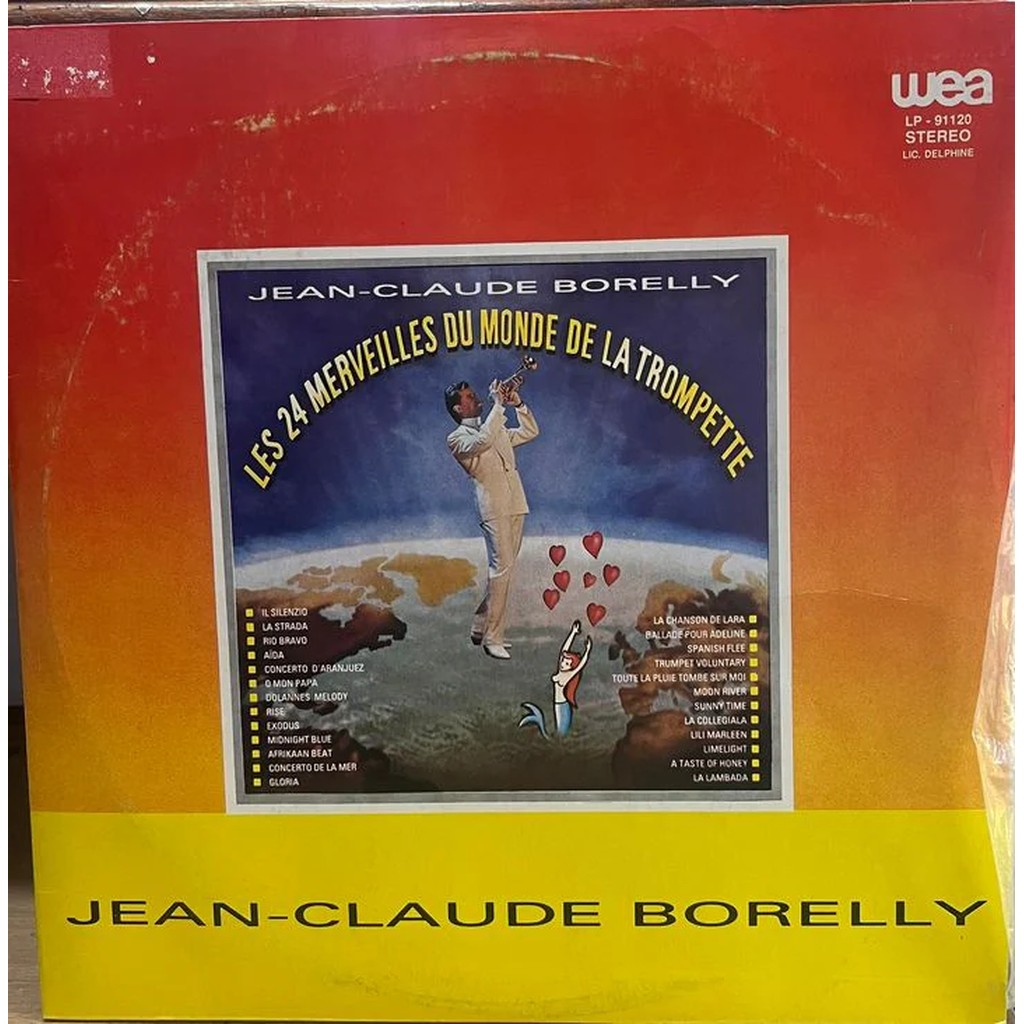 wea
LP - 91120
STEREO
LIC. DELPHINE
JEAN-CLAUDE BORELLY
LES 24 MERVEILLES DU MONDE DE LA TROMPETTE
IL SILENZIO
LA STRADA
RIO BRAVO
AÏDA
CONCERTO D'ARANJUEZ
O MON PAPA
DOLANNES MELODY
RISE
EXODUS
MIDNIGHT BLUE
AFRIKAAN BEAT
CONCERTO DE LA MER
GLORIA
LA CHANSON DE LARA
BALLADE POUR ADELINE
SPANISH FLEE
TRUMPET VOLUNTARY
TOUTE LA PLUIE TOMBE SUR MOI
MOON RIVER
SUNNY TIME
LA COLLEGIALA
LILI MARLEEN
LIMELIGHT
A TASTE OF HONEY
LA LAMBADA
JEAN-CLAUDE BORELLY